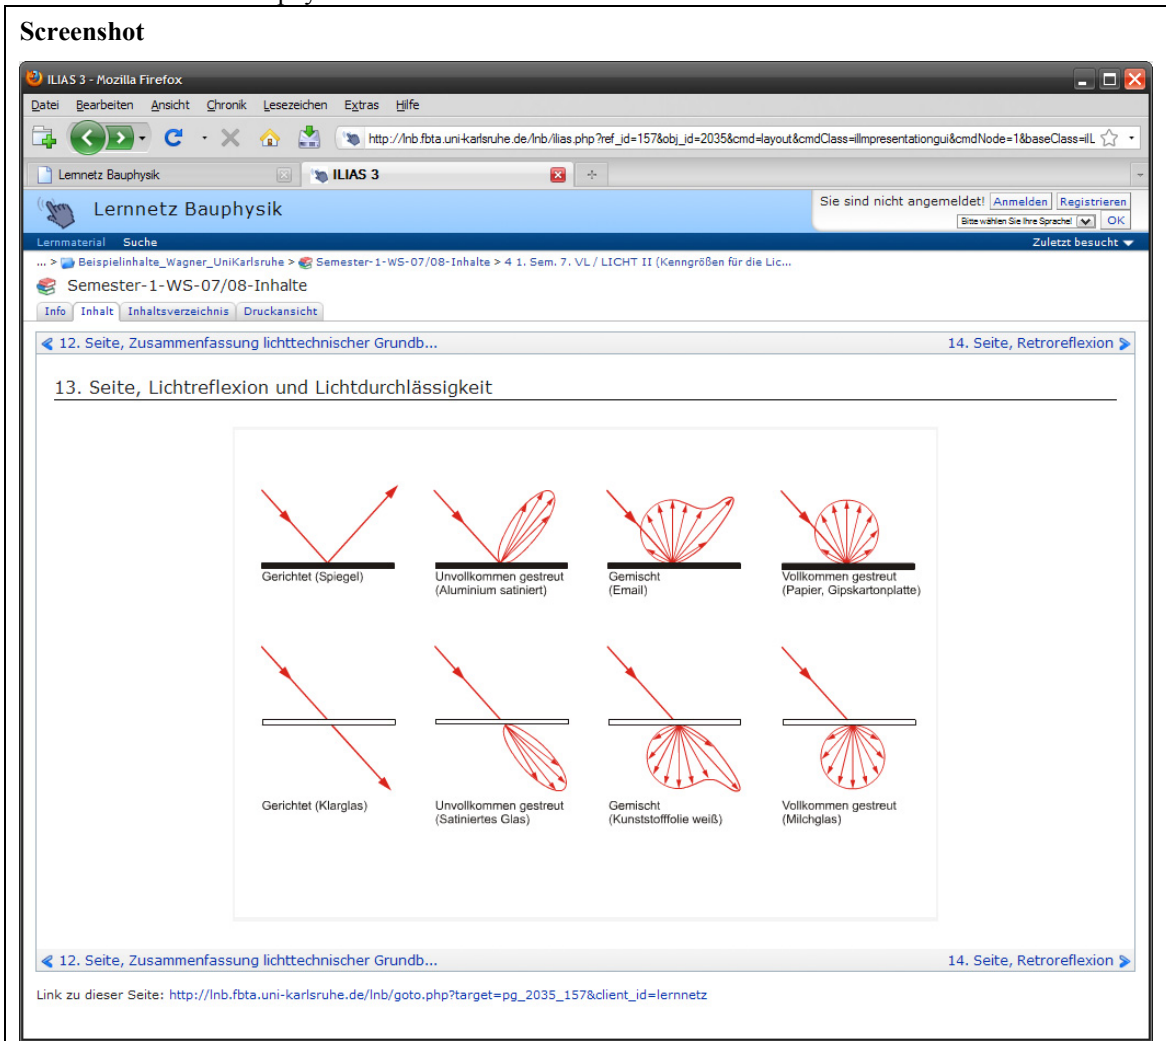 Screenshot
ILIAS 3 - Mozilla Firefox
Datei Bearbeiten Ansicht Chronik Lesezeichen Extras Hilfe
http://lnb.fbta.uni-karlsruhe.de/lnb/ilias.php?ref_id=157&obj_id=2035&cmd=layout&cmdClass=illmpresentationgui&cmdNode=1&baseClass=ilL
Lernnetz Bauphysik ILIAS 3
Lernnetz Bauphysik
Sie sind nicht angemeldet! Anmelden Registrieren
Bitte wählen Sie Ihre Sprache! OK
Lernmaterial Suche Zuletzt besucht
... > Beispielinhalte_Wagner_UniKarlsruhe > Semester-1-WS-07/08-Inhalte > 4 1. Sem. 7. VL / LICHT II (Kenngrößen für die Lic...
Semester-1-WS-07/08-Inhalte
Info Inhalt Inhaltsverzeichnis Druckansicht
12. Seite, Zusammenfassung lichttechnischer Grundb... 14. Seite, Retroreflexion
13. Seite, Lichtreflexion und Lichtdurchlässigkeit
Gerichtet (Spiegel)
Unvollkommen gestreut
(Aluminium satiniert)
Gemischt
(Email)
Vollkommen gestreut
(Papier, Gipskartonplatte)
Gerichtet (Klarglas)
Unvollkommen gestreut
(Satiniertes Glas)
Gemischt
(Kunststofffolie weiß)
Vollkommen gestreut
(Milchglas)
12. Seite, Zusammenfassung lichttechnischer Grundb... 14. Seite, Retroreflexion
Link zu dieser Seite: http://lnb.fbta.uni-karlsruhe.de/lnb/goto.php?target=pg_2035_157&client_id=lernnetz